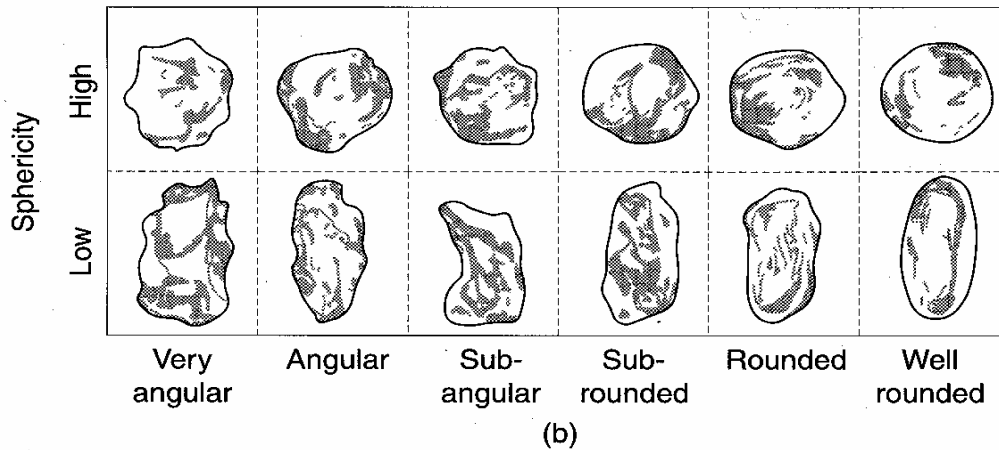 Sphericity
High
Low
Very
angular
Angular
Sub-
angular
Sub-
rounded
Rounded
Well
rounded
(b)